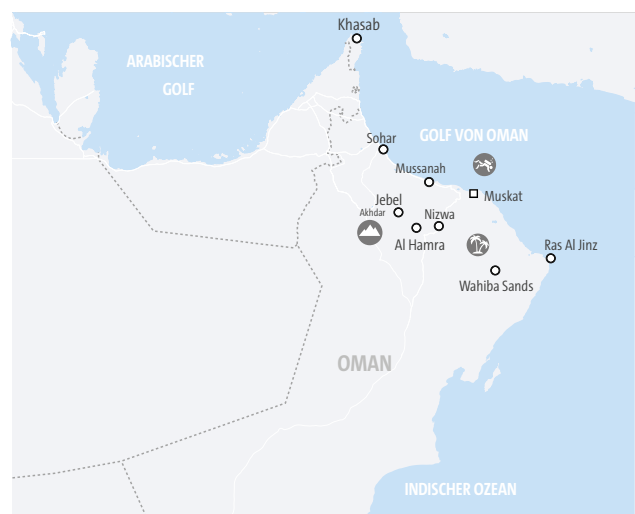 Khasab
ARABISCHER
GOLF
Sohar
GOLF VON OMAN
Mussanah
Jebel
Akhdar
Nizwa
Muskat
Al Hamra
Ras Al Jinz
Wahiba Sands
OMAN
INDISCHER OZEAN